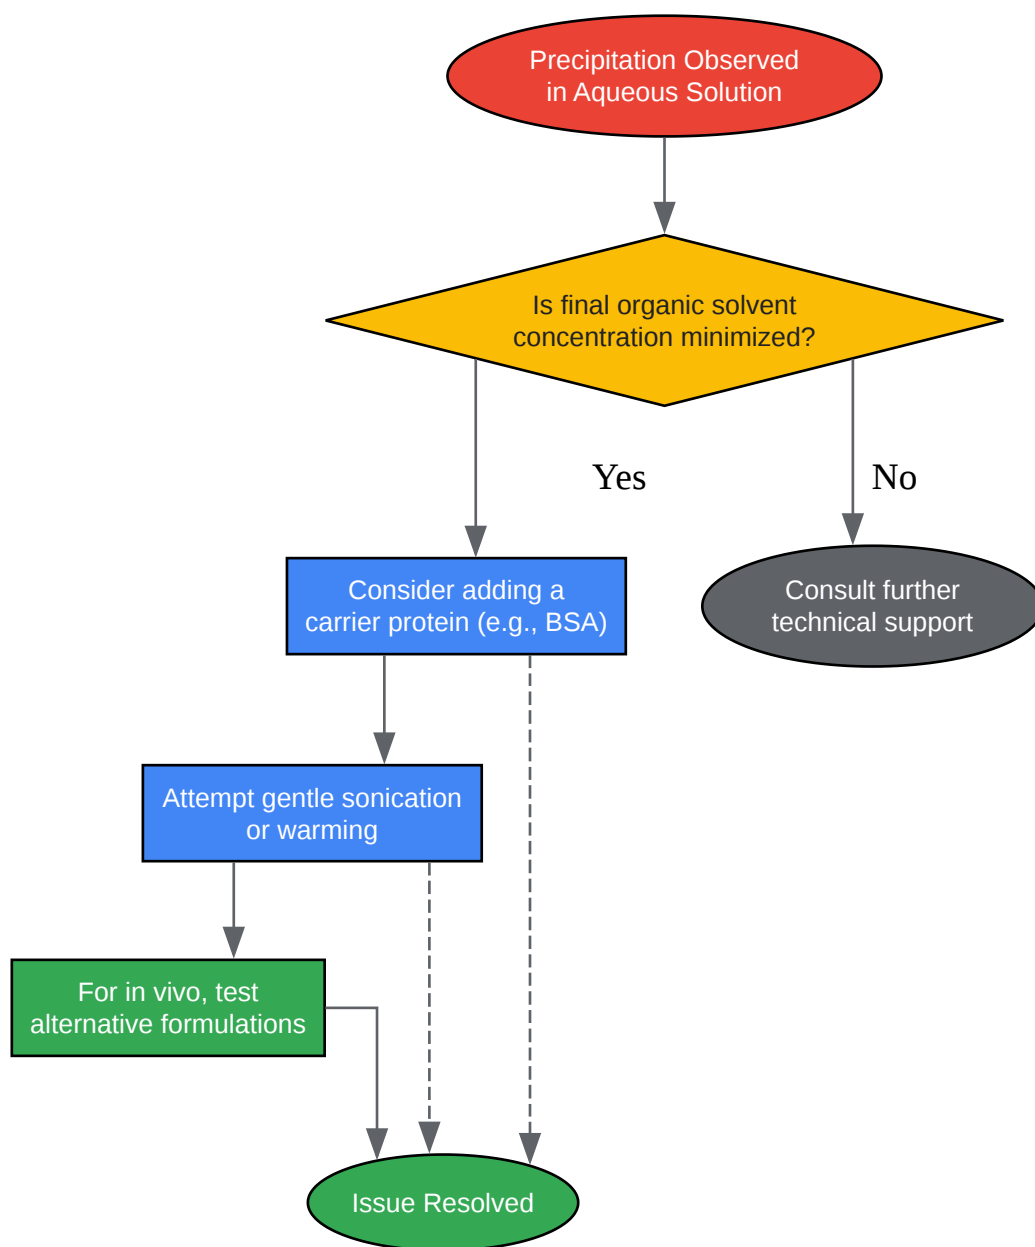 Precipitation Observed
in Aqueous Solution
Is final organic solvent
concentration minimized?
Yes
No
Consider adding a
carrier protein (e.g., BSA)
Consult further
technical support
Attempt gentle sonication
or warming
For in vivo, test
alternative formulations
Issue Resolved